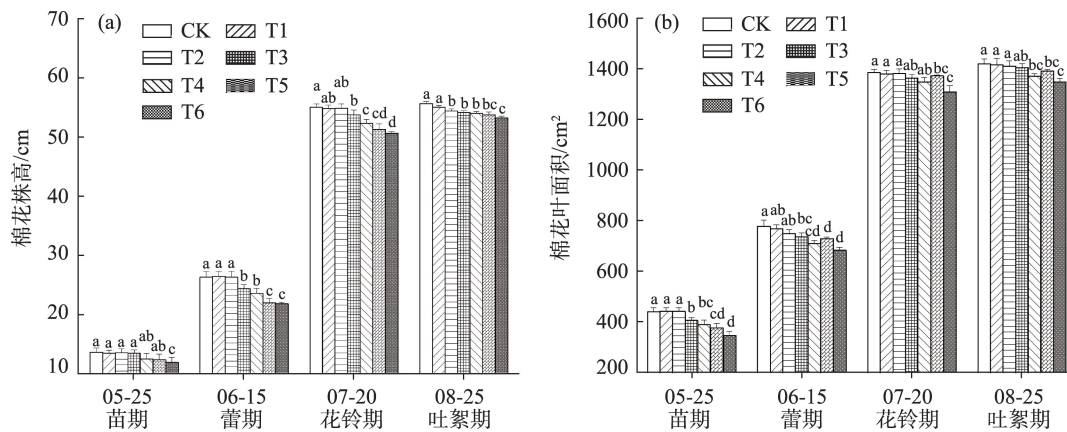 (a)
CK
T1
T2
T3
T4
T5
T6
棉花株高/cm
60
70
50
40
30
20
10
a a a a ab ab c
a a a b b c c
a ab ab b c cd d
a a b b b bc c
05-25
06-15
07-20
08-25
苗期
蕾期
花铃期
吐絮期
(b)
CK
T1
T2
T3
T4
T5
T6
棉花叶面积/cm²
1600
1400
1200
1000
800
600
400
200
a a a b bc cd d
a ab ab bc cd d d
a a a ab ab bc c
a a a ab bc bc c
05-25
06-15
07-20
08-25
苗期
蕾期
花铃期
吐絮期